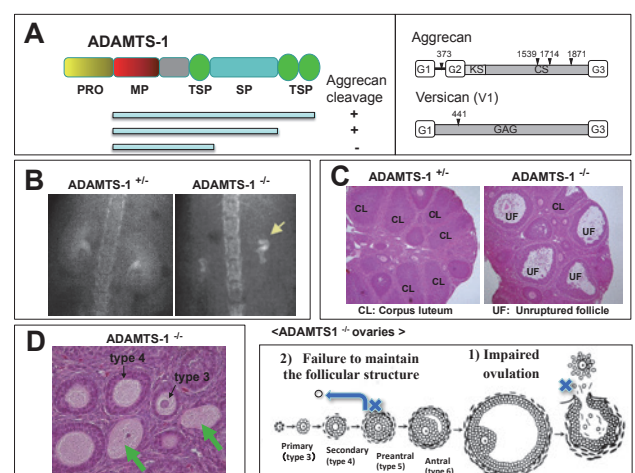 A
ADAMTS-1
PRO MP TSP SP TSP
Aggrecan
cleavage
+
+
-
Aggrecan
373 1539 1714 1871
G1 G2 KS CS G3
Versican (V1)
441
G1 GAG G3
B
ADAMTS-1 +/- ADAMTS-1 -/-
C
ADAMTS-1 +/- ADAMTS-1 -/-
CL CL CL CL CL CL CL
UF CL UF UF UF
CL: Corpus luteum UF: Unruptured follicle
D
ADAMTS-1 -/-
type 4
type 3
<ADAMTS1 -/- ovaries >
2) Failure to maintain
the follicular structure
1) Impaired
ovulation
Primary
(type 3)
Secondary
(type 4)
Preantral
(type 5)
Antral
(type 6)